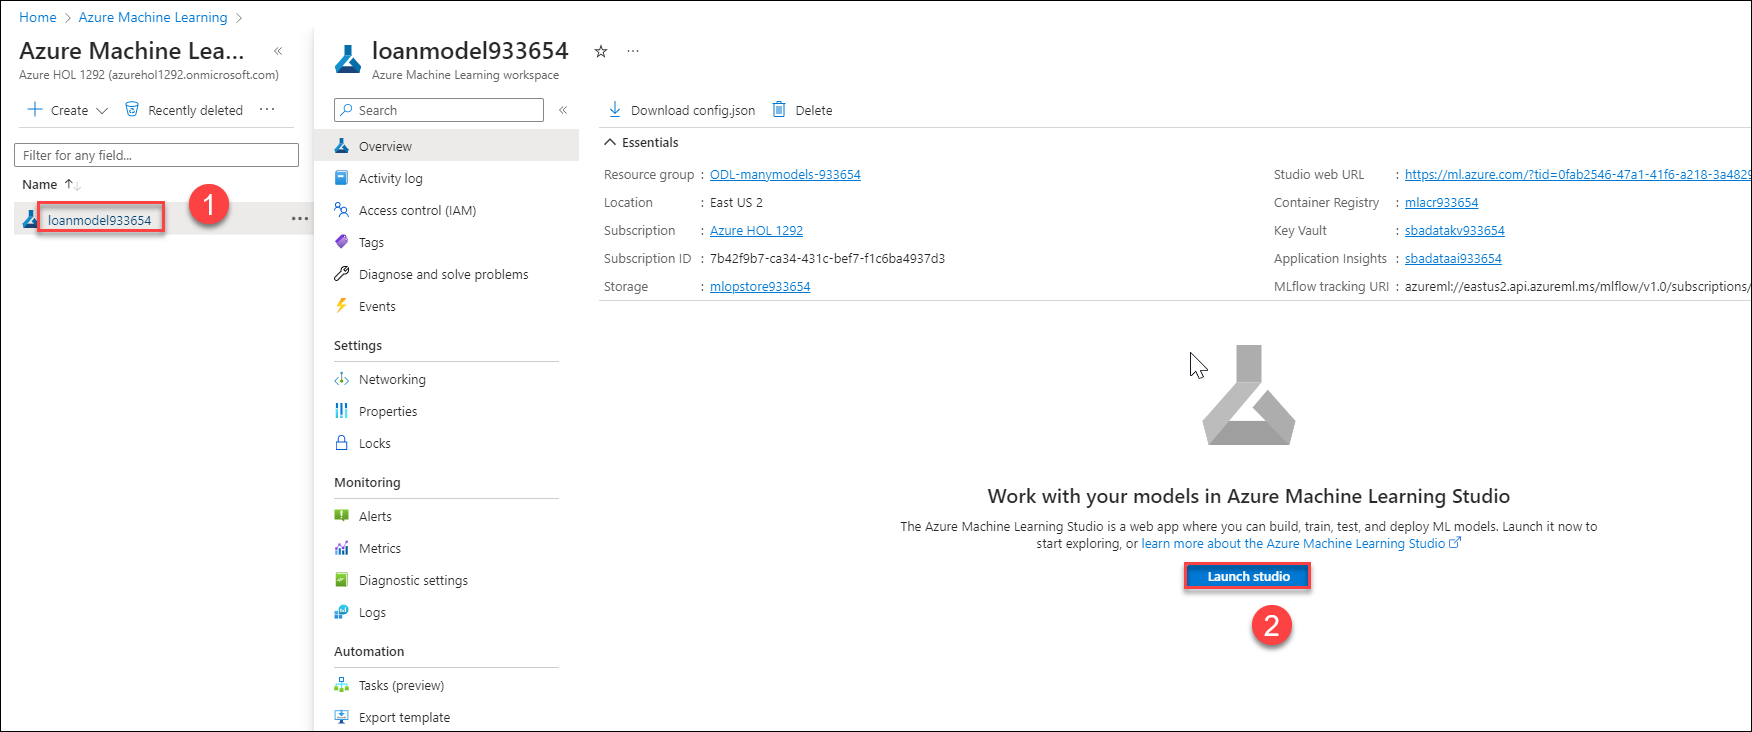 Home > Azure Machine Learning >
Azure Machine Lea... «
Azure HOL 1292 (azurehol1292.onmicrosoft.com)
+ Create Recently deleted ...
Filter for any field...
Name ↑↓
loanmodel933654 ...
1
loanmodel933654 ☆ ...
Azure Machine Learning workspace
Search «
Overview
Activity log
Access control (IAM)
Tags
Diagnose and solve problems
Events
Settings
Networking
Properties
Locks
Monitoring
Alerts
Metrics
Diagnostic settings
Logs
Automation
Tasks (preview)
Export template
Download config.json Delete
Essentials
Resource group : ODL-manymodels-933654
Location : East US 2
Subscription : Azure HOL 1292
Subscription ID : 7b42f9b7-ca34-431c-bef7-f1c6ba4937d3
Storage : mlopstore933654
Studio web URL : https://ml.azure.com/?tid=0fab2546-47a1-41f6-a218-3a4829
Container Registry : mlacr933654
Key Vault : sbadatakv933654
Application Insights : sbadataai933654
MLflow tracking URI : azureml://eastus2.api.azureml.ms/mlflow/v1.0/subscriptions/
Work with your models in Azure Machine Learning Studio
The Azure Machine Learning Studio is a web app where you can build, train, test, and deploy ML models. Launch it now to
start exploring, or learn more about the Azure Machine Learning Studio
Launch studio
2